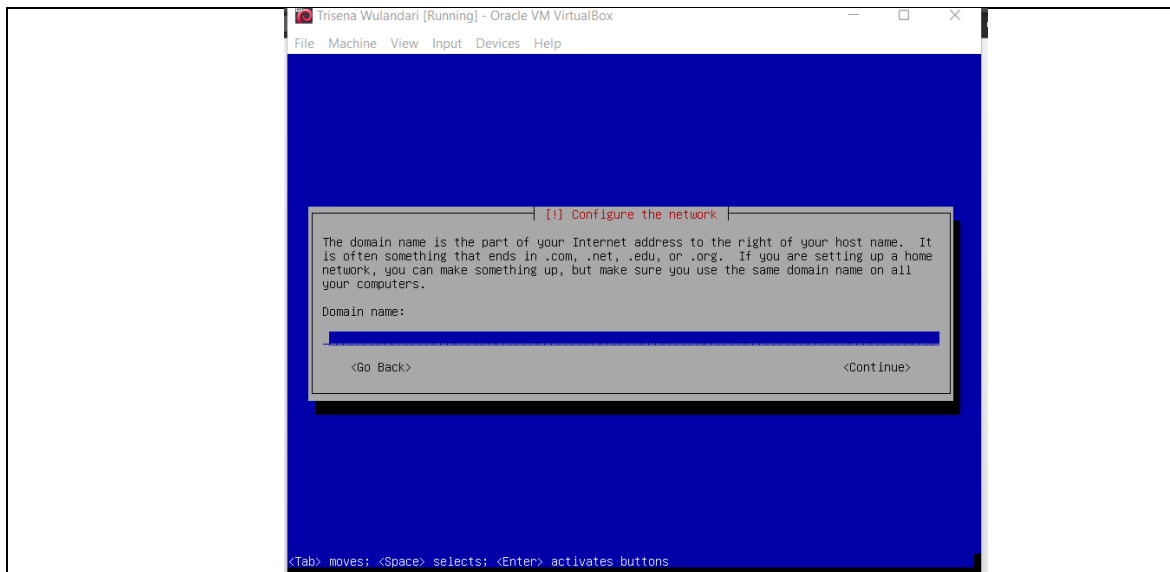 Trisena Wulandari [Running] - Oracle VM VirtualBox
File Machine View Input Devices Help
[!] Configure the network
The domain name is the part of your Internet address to the right of your host name. It
is often something that ends in .com, .net, .edu, or .org. If you are setting up a home
network, you can make something up, but make sure you use the same domain name on all
your computers.
Domain name:
<Go Back> <Continue>
<Tab> moves; <Space> selects; <Enter> activates buttons